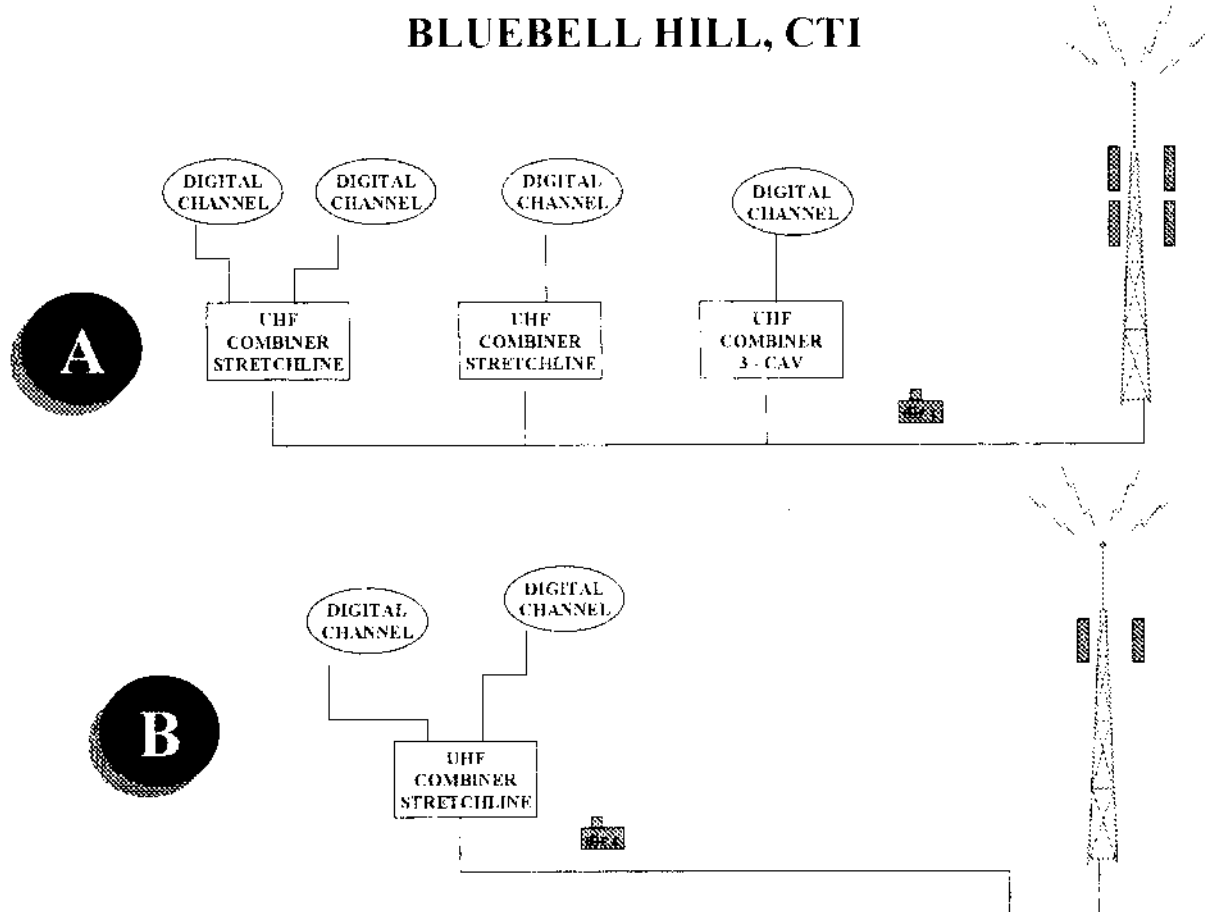 BLUEBELL HILL, CTI
DIGITAL
CHANNEL
DIGITAL
CHANNEL
DIGITAL
CHANNEL
DIGITAL
CHANNEL
A
UHF
COMBINER
STRETCHLINE
UHF
COMBINER
STRETCHLINE
UHF
COMBINER
3 - CAV
DIGITAL
CHANNEL
DIGITAL
CHANNEL
B
UHF
COMBINER
STRETCHLINE